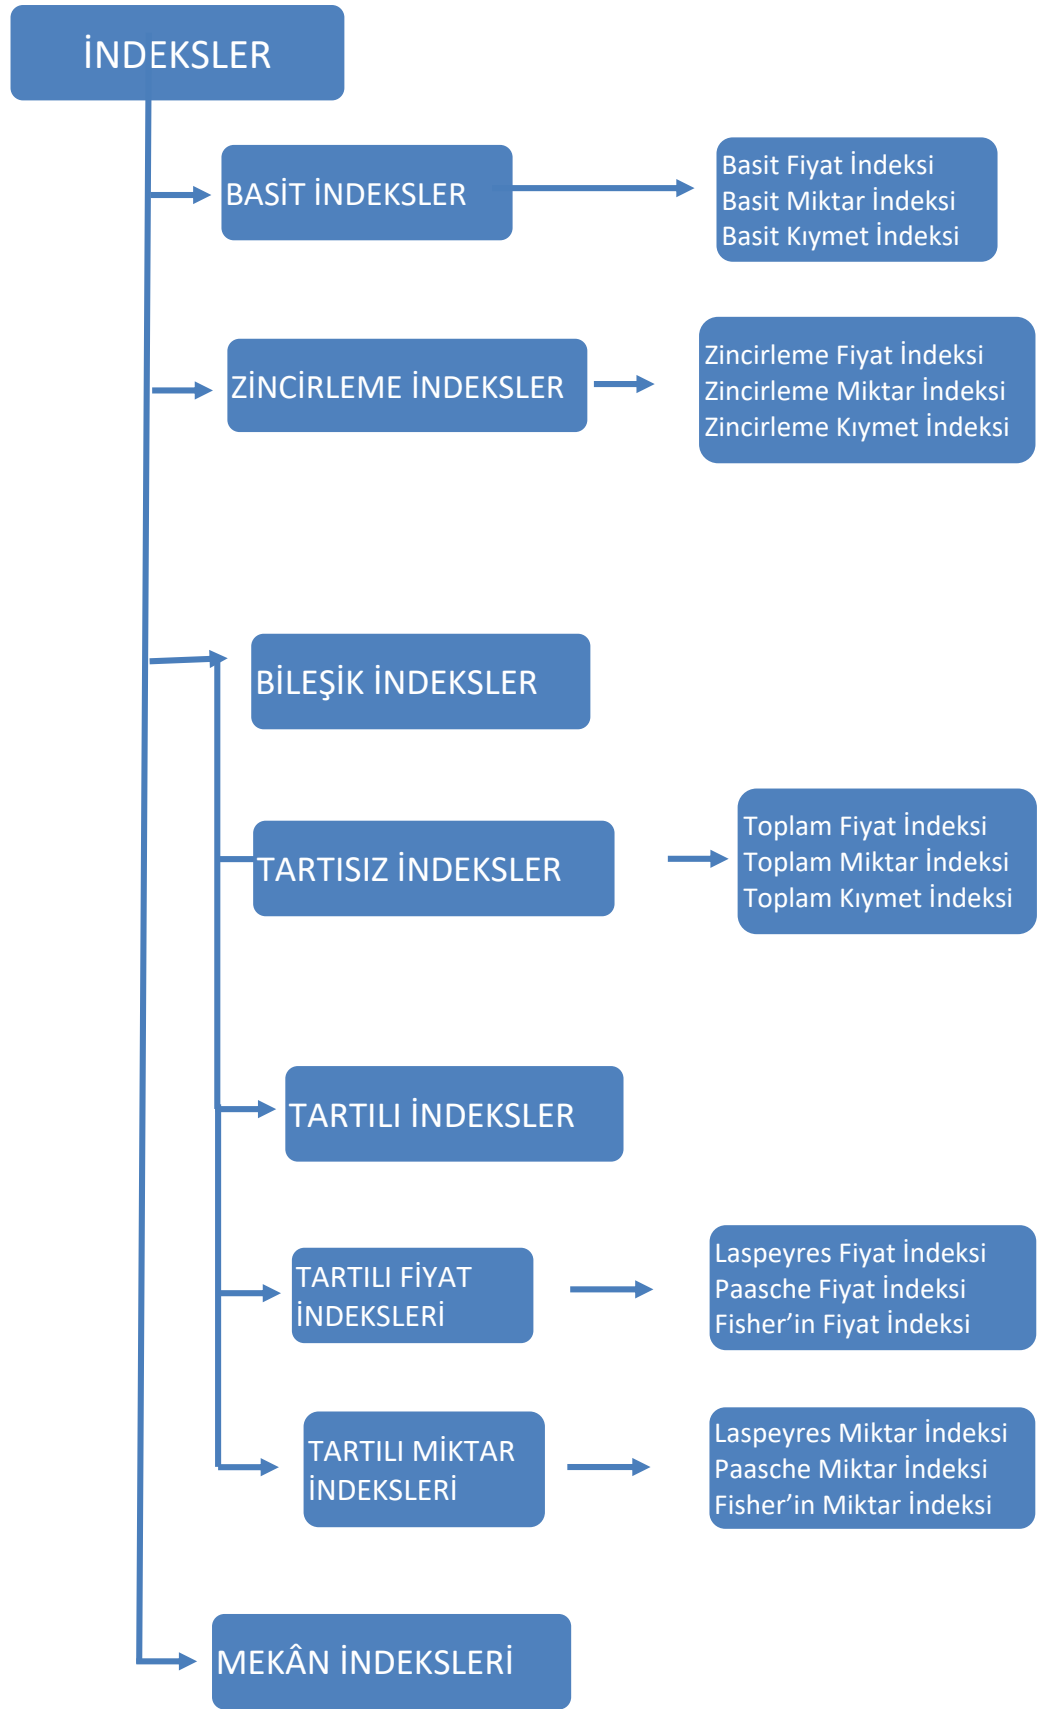 İNDEKSLER
BASİT İNDEKSLER
Basit Fiyat İndeksi
Basit Miktar İndeksi
Basit Kıymet İndeksi
ZİNCİRLEME İNDEKSLER
Zincirleme Fiyat İndeksi
Zincirleme Miktar İndeksi
Zincirleme Kıymet İndeksi
BİLEŞİK İNDEKSLER
TARTISIZ İNDEKSLER
Toplam Fiyat İndeksi
Toplam Miktar İndeksi
Toplam Kıymet İndeksi
TARTILI İNDEKSLER
TARTILI FİYAT
İNDEKSLERİ
Laspeyres Fiyat İndeksi
Paasche Fiyat İndeksi
Fisher’in Fiyat İndeksi
TARTILI MİKTAR
İNDEKSLERİ
Laspeyres Miktar İndeksi
Paasche Miktar İndeksi
Fisher’in Miktar İndeksi
MEKÂN İNDEKSLERİ